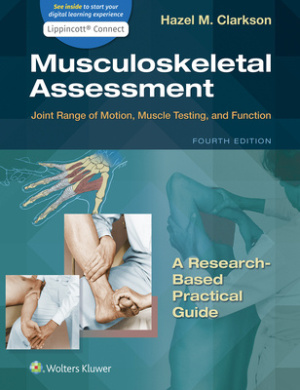 See inside to start your
digital learning experience
Lippincott® Connect
Hazel M. Clarkson
Musculoskeletal
Assessment
Joint Range of Motion, Muscle Testing, and Function
FOURTH EDITION
A Research-
Based
Practical
Guide
Wolters Kluwer